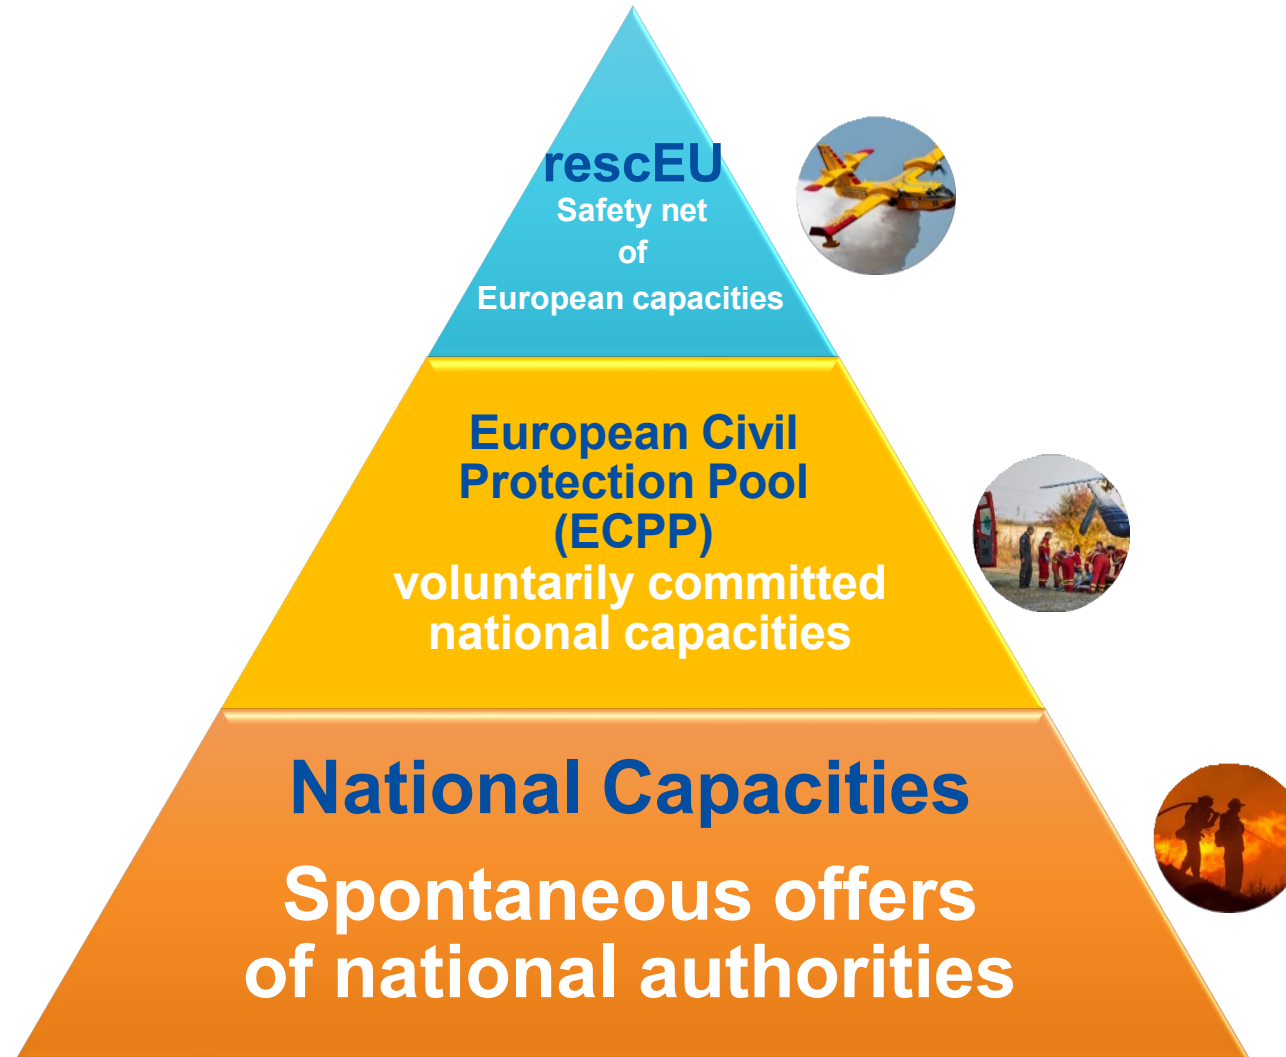 rescEU
Safety net
of
European capacities
European Civil
Protection Pool
(ECPP)
voluntarily committed
national capacities
National Capacities
Spontaneous offers
of national authorities